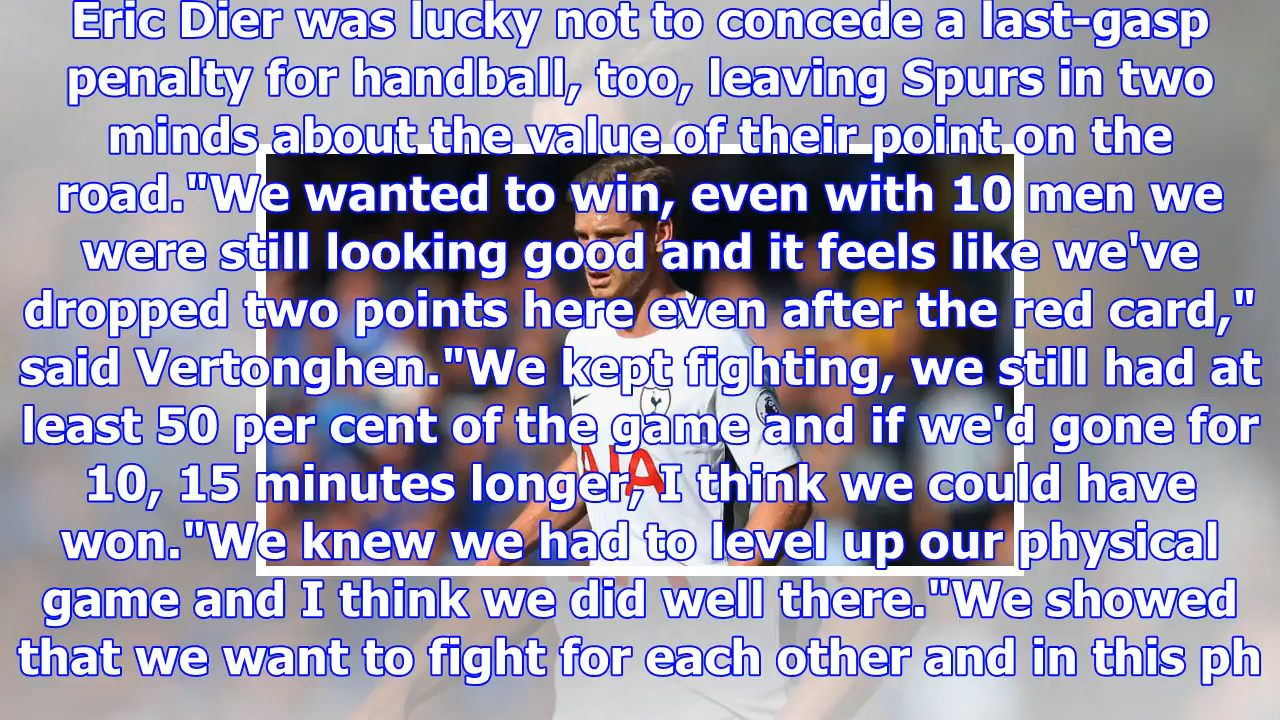 Eric Dier was lucky not to concede a last-gasp
penalty for handball, too, leaving Spurs in two
minds about the value of their point on the
road."We wanted to win, even with 10 men we
were still looking good and it feels like we've
dropped two points here even after the red card,"
said Vertonghen."We kept fighting, we still had at
least 50 per cent of the game and if we'd gone for
10, 15 minutes longer, I think we could have
won."We knew we had to level up our physical
game and I think we did well there."We showed
that we want to fight for each other and in this ph
AIA